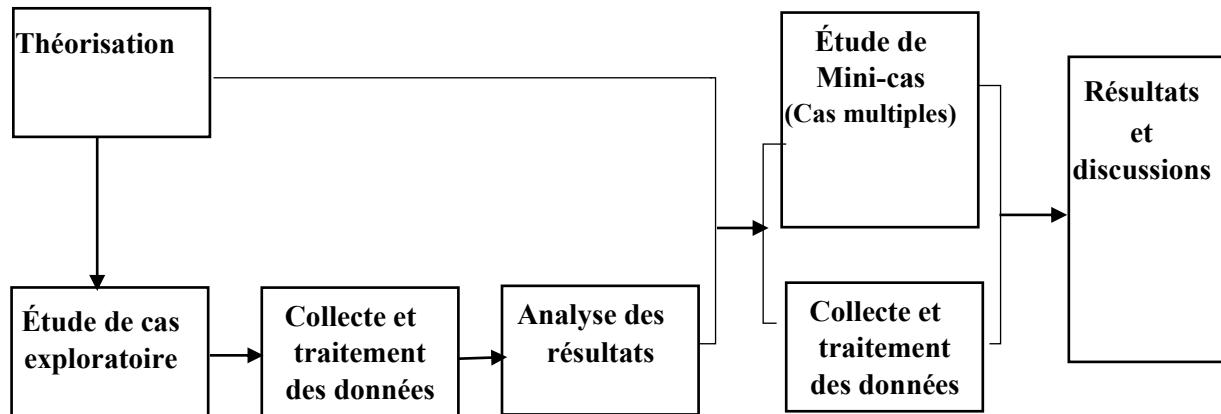 Théorisation
Étude de cas
exploratoire
Collecte et
traitement
des données
Analyse des
résultats
Étude de
Mini-cas
(Cas multiples)
Collecte et
traitement
des données
Résultats
et
discussions